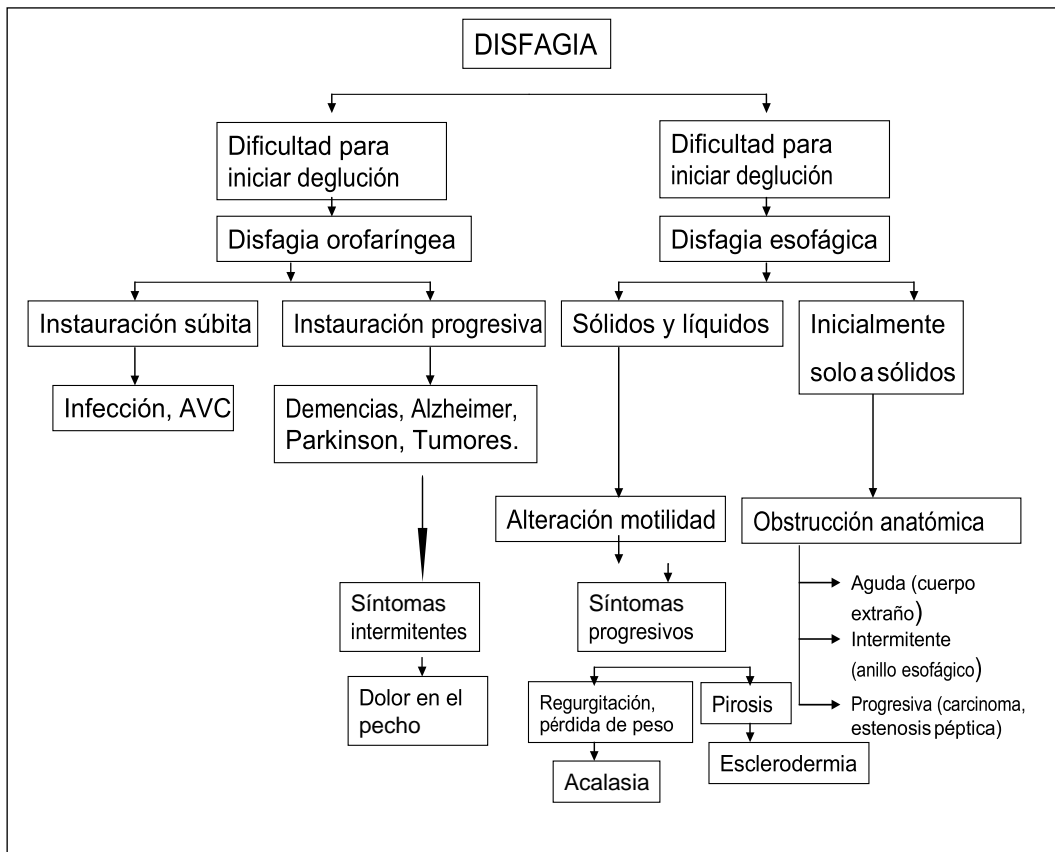 DISFAGIA
Dificultad para
iniciar deglución
Dificultad para
iniciar deglución
Disfagia orofaríngea
Disfagia esofágica
Instauración súbita
Instauración progresiva
Sólidos y líquidos
Inicialmente
solo a sólidos
Infección, AVC
Demencias, Alzheimer,
Parkinson, Tumores.
Alteración motilidad
Obstrucción anatómica
Aguda (cuerpo
extraño)
Intermitente
(anillo esofágico)
Progresiva (carcinoma,
estenosis péptica)
Síntomas
intermitentes
Síntomas
progresivos
Dolor en el
pecho
Regurgitación,
pérdida de peso
Pirosis
Acalasia
Esclerodermia